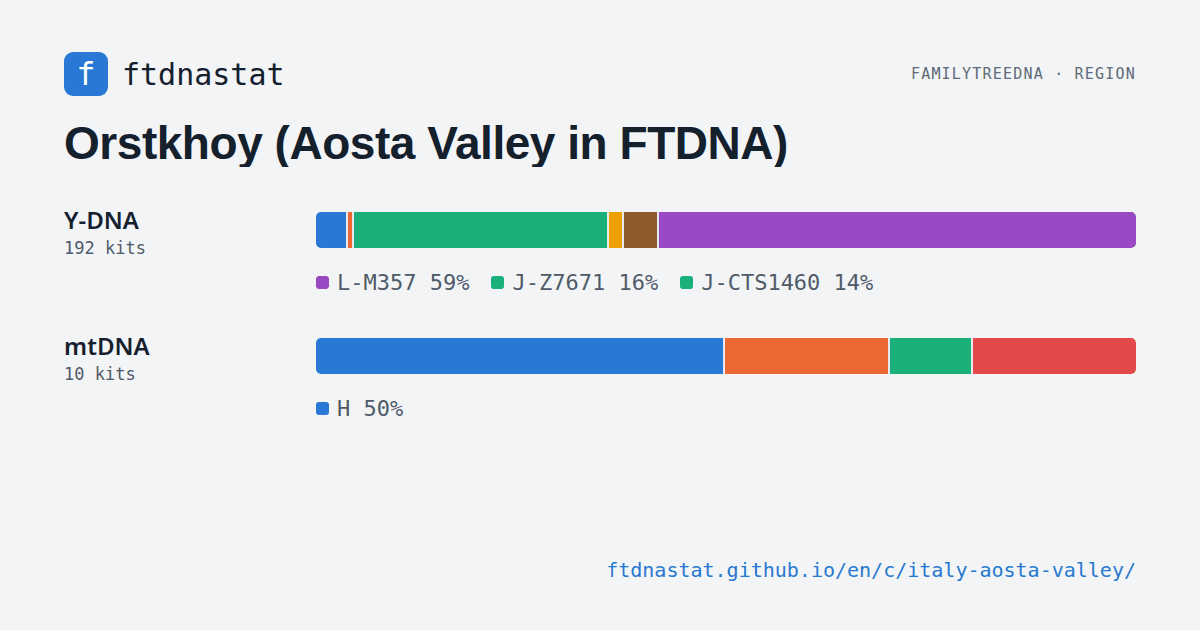 f ftdnastat
FAMILYTREEDNA · REGION
Orstkhoy (Aosta Valley in FTDNA)
Y-DNA
192 kits
L-M357 59% J-Z7671 16% J-CTS1460 14%
mtDNA
10 kits
H 50%
ftdnastat.github.io/en/c/italy-aosta-valley/